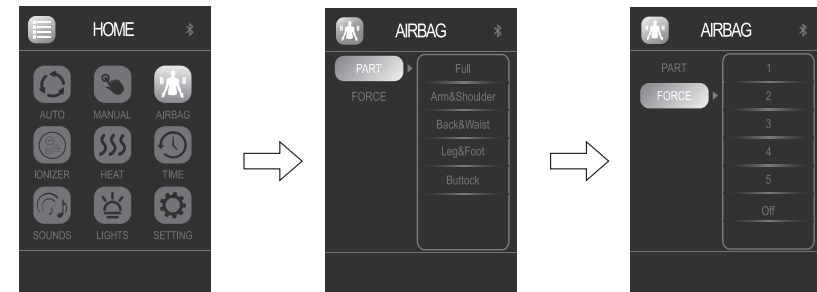 HOME
AUTO MANUAL AIRBAG
IONIZER HEAT TIME
SOUNDS LIGHTS SETTING
AIRBAG
PART
FORCE
Full
Arm&Shoulder
Back&Waist
Leg&Foot
Buttock
AIRBAG
PART
FORCE
1
2
3
4
5
Off